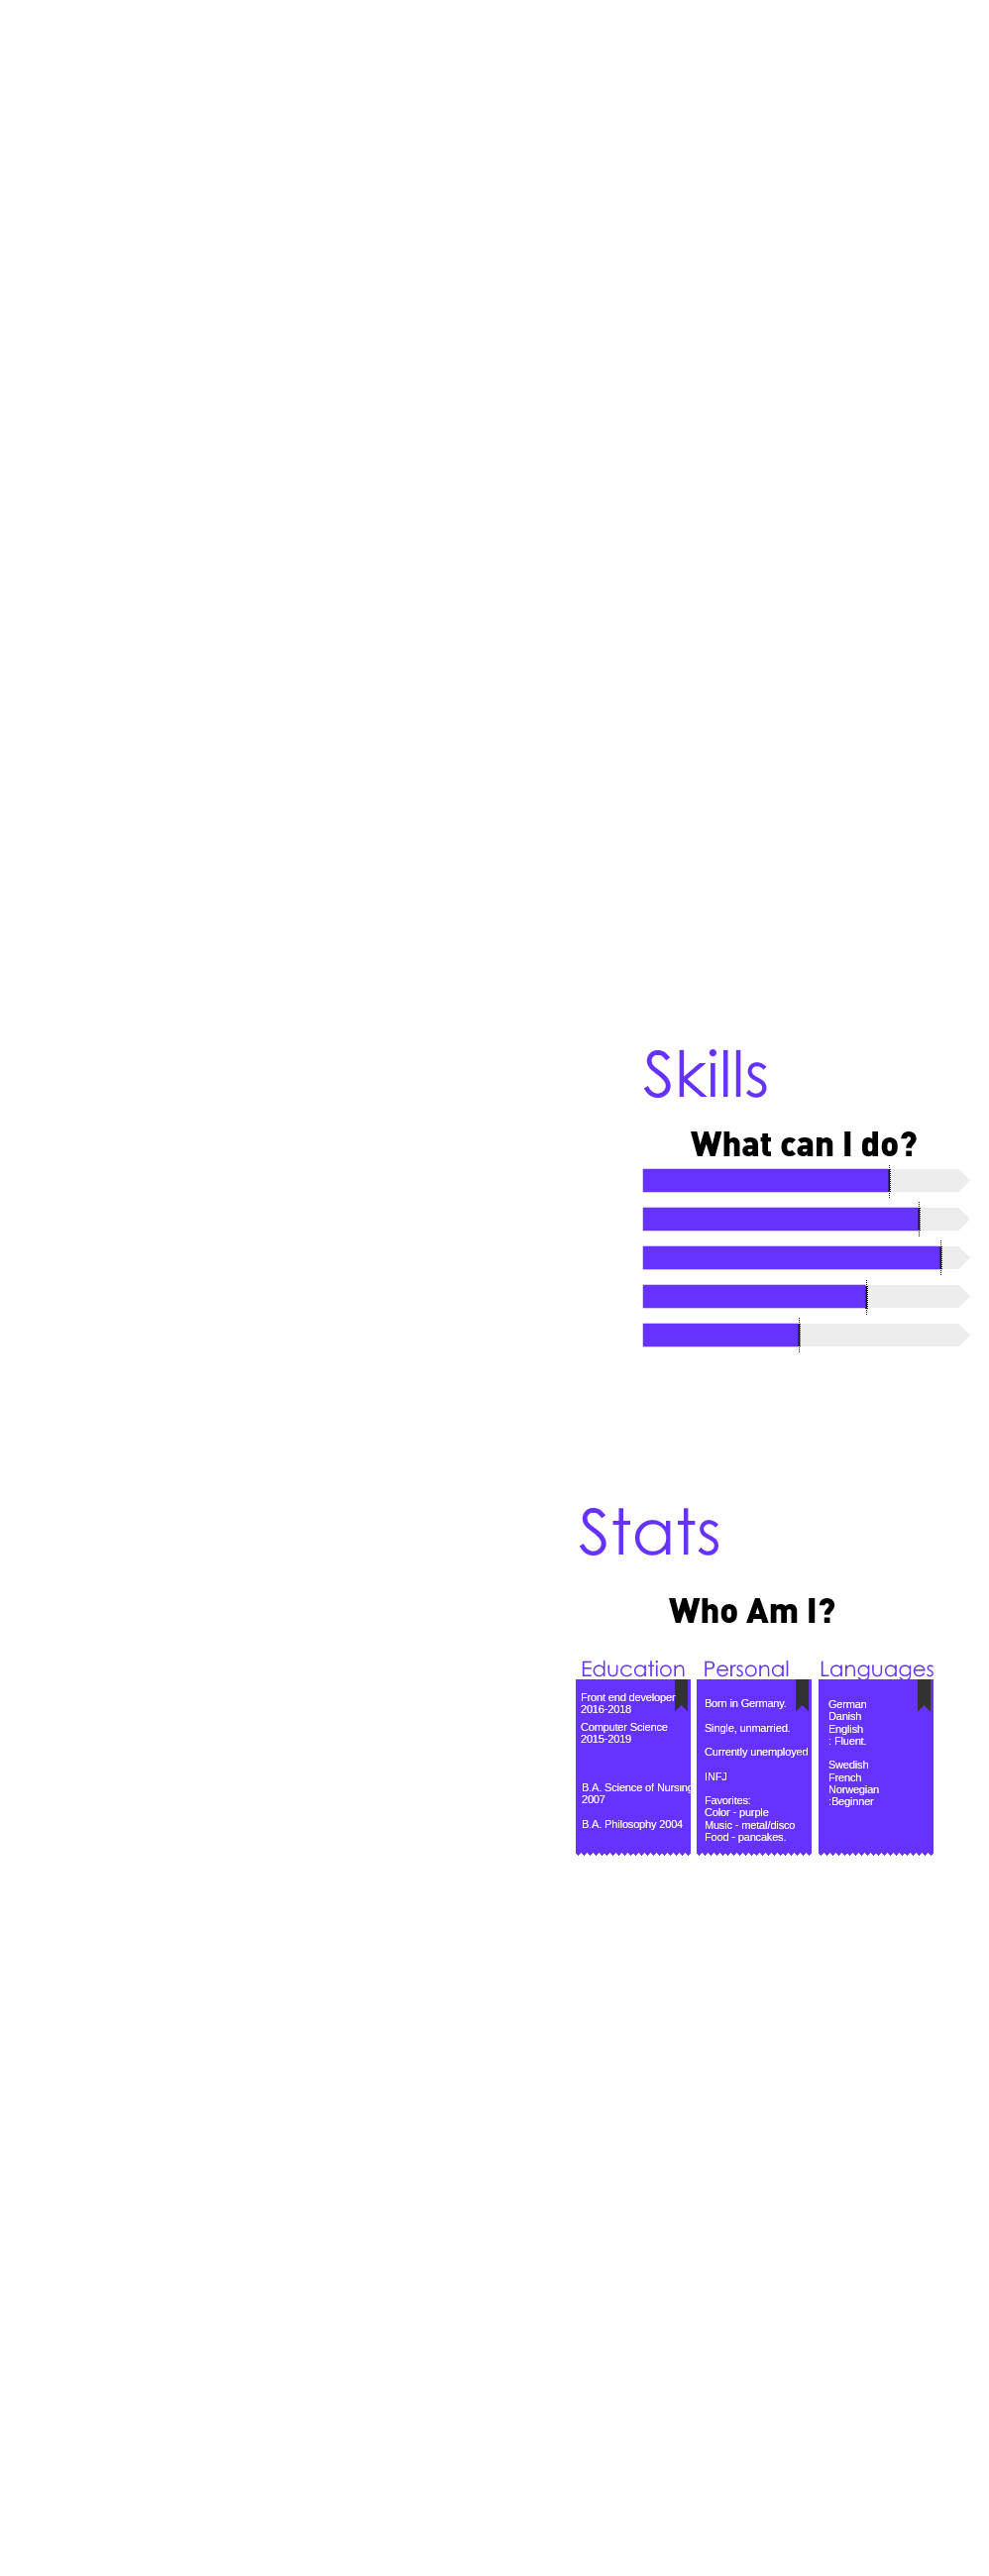 Skills
What can I do?
Stats
Who Am I?
Education
Front end developer
2016-2018
Computer Science
2015-2019
B.A. Science of Nursing
2007
B.A. Philosophy 2004
Personal
Born in Germany.
Single, unmarried.
Currently unemployed
INFJ
Favorites:
Color - purple
Music - metal/disco
Food - pancakes.
Languages
German
Danish
English
: Fluent.
Swedish
French
Norwegian
:Beginner